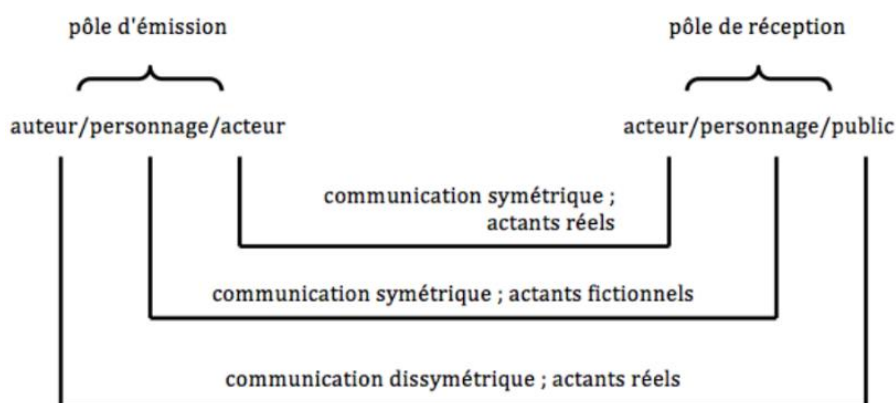 pôle d'émission
pôle de réception
auteur/personnage/acteur
acteur/personnage/public
communication symétrique ;
actants réels
communication symétrique ; actants fictionnels
communication dissymétrique ; actants réels